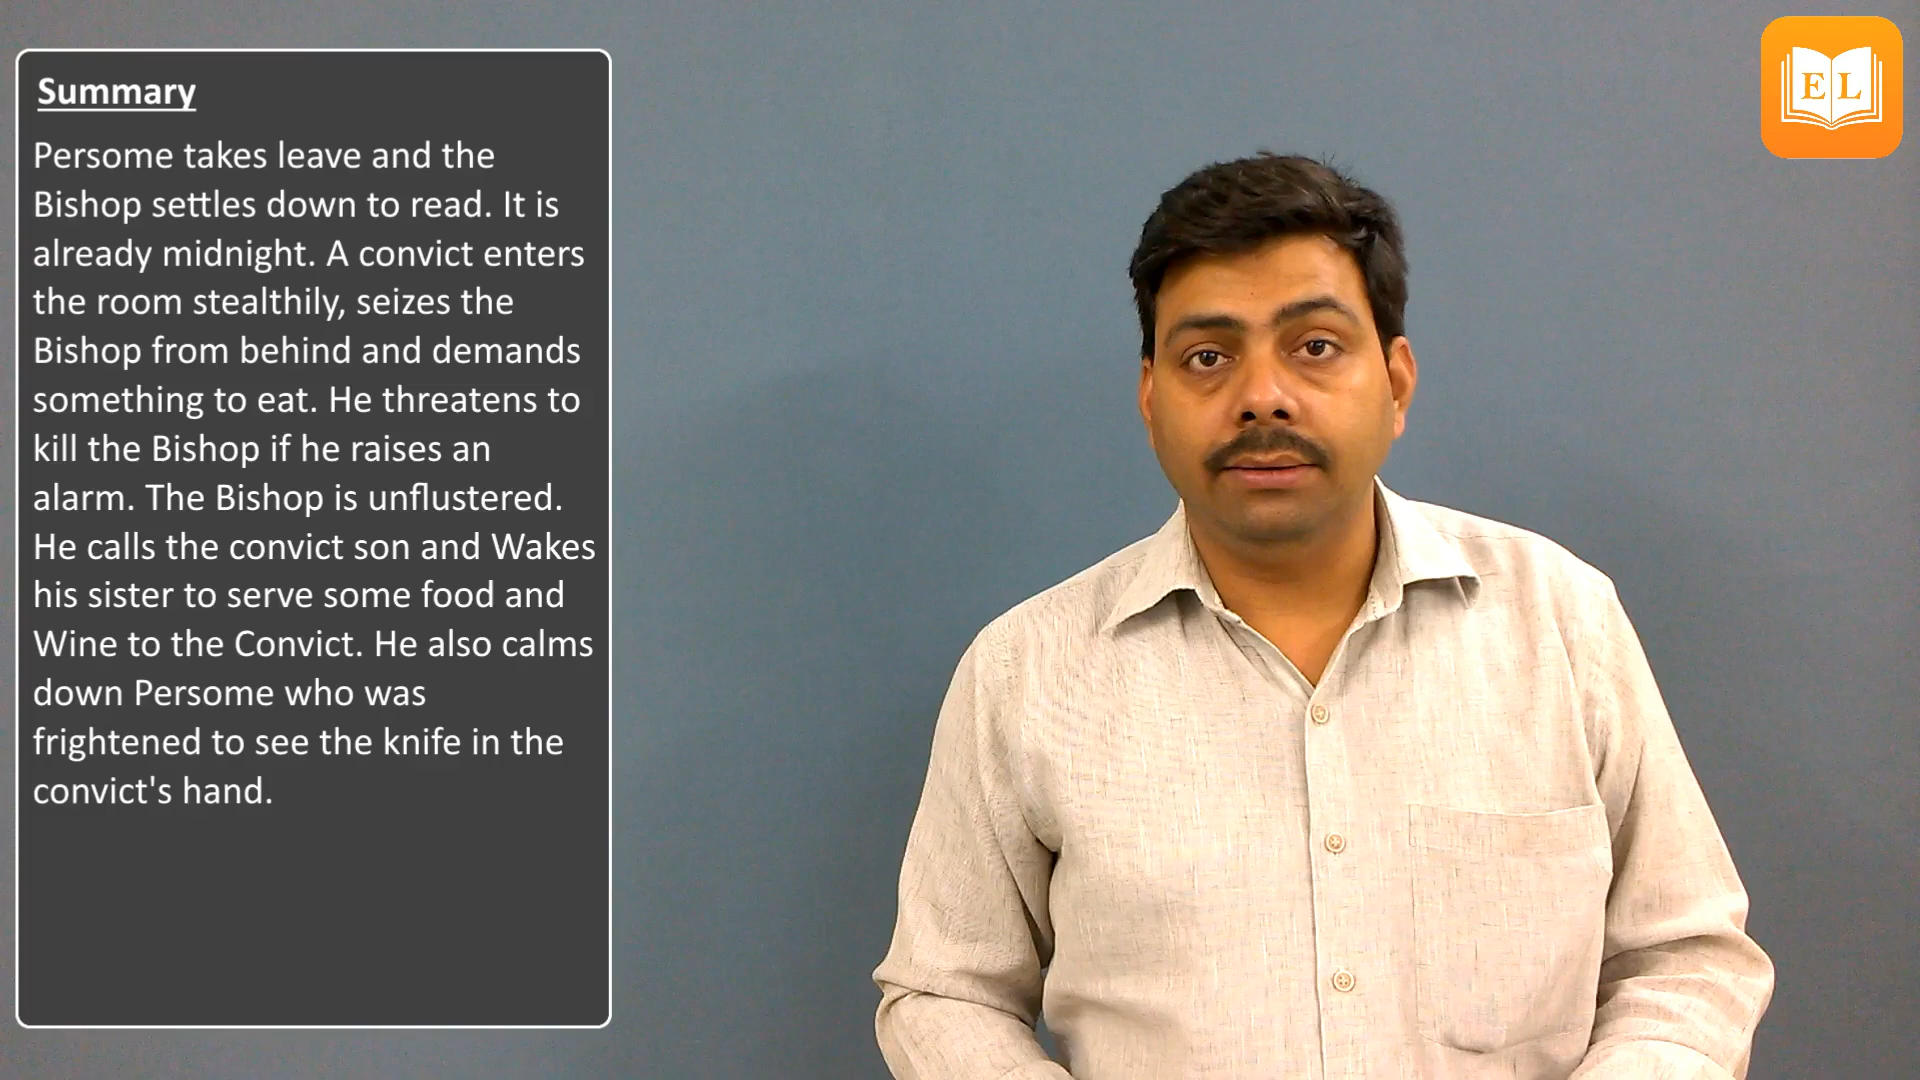 Summary
E L
Persome takes leave and the
Bishop settles down to read. It is
already midnight. A convict enters
the room stealthily, seizes the
Bishop from behind and demands
something to eat. He threatens to
kill the Bishop if he raises an
alarm. The Bishop is unflustered.
He calls the convict son and Wakes
his sister to serve some food and
Wine to the Convict. He also calms
down Persome who was
frightened to see the knife in the
convict's hand.